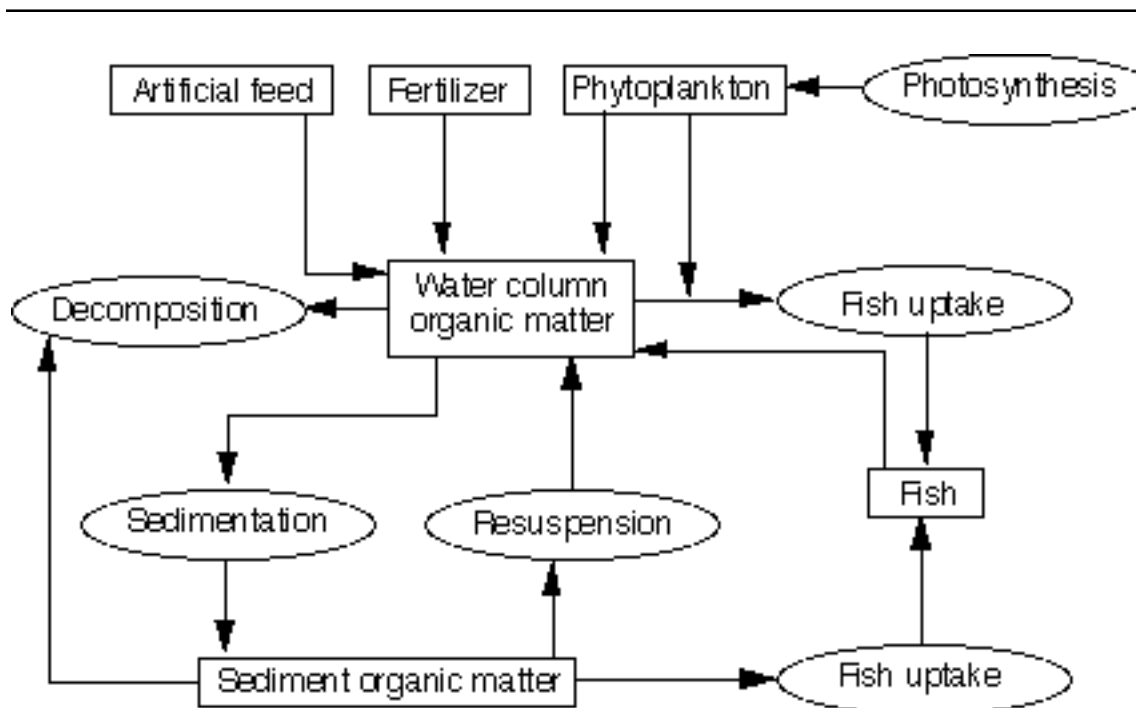 Artificial feed
Fertilizer
Phytoplankton
Photosynthesis
Water column
organic matter
Decomposition
Fish uptake
Fish
Sedimentation
Resuspension
Sediment organic matter
Fish uptake